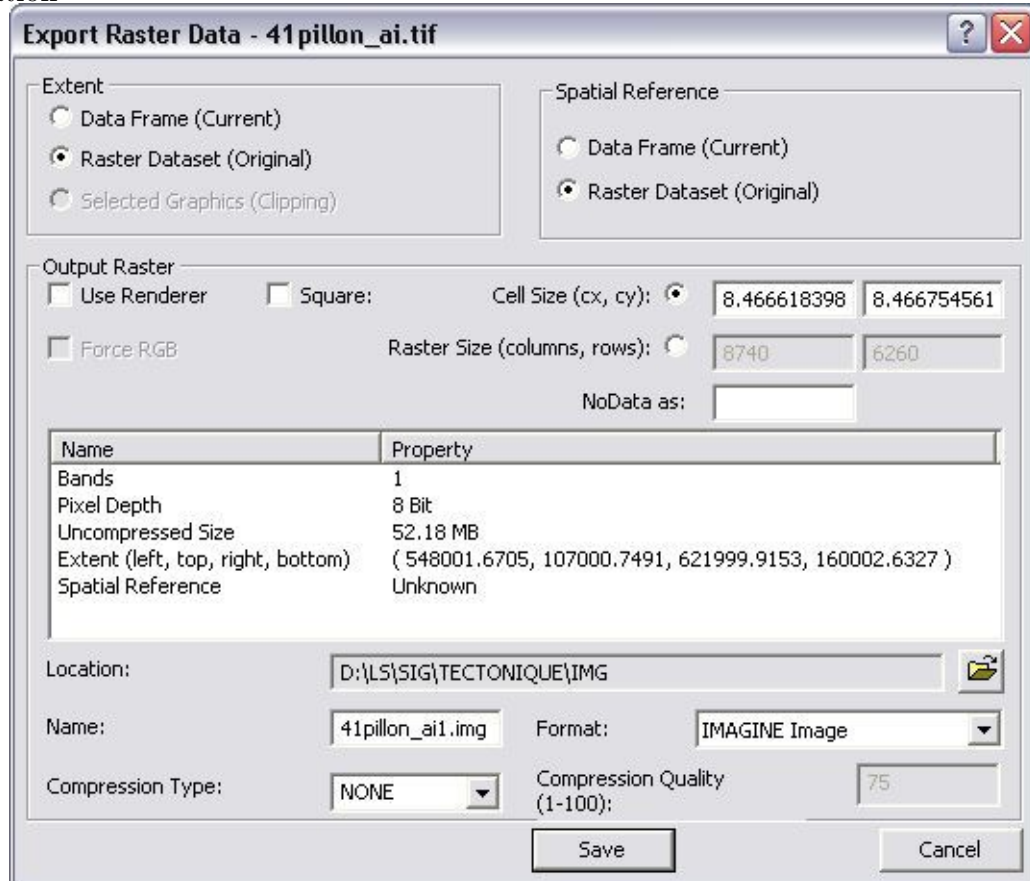 Export Raster Data - 41pillon_ai.tif
Extent
Data Frame (Current)
Raster Dataset (Original)
Selected Graphics (Clipping)
Spatial Reference
Data Frame (Current)
Raster Dataset (Original)
Output Raster
Use Renderer Square: Cell Size (cx, cy): 8.466618398 8.466754561
Force RGB Raster Size (columns, rows): 8740 6260
NoData as:
Name Property
Bands 1
Pixel Depth 8 Bit
Uncompressed Size 52.18 MB
Extent (left, top, right, bottom) ( 548001.6705, 107000.7491, 621999.9153, 160002.6327 )
Spatial Reference Unknown
Location: D:\LS\SIG\TECTONIQUE\IMG
Name: 41pillon_ai1.img Format: IMAGINE Image
Compression Type: NONE Compression Quality
(1-100): 75
Save Cancel